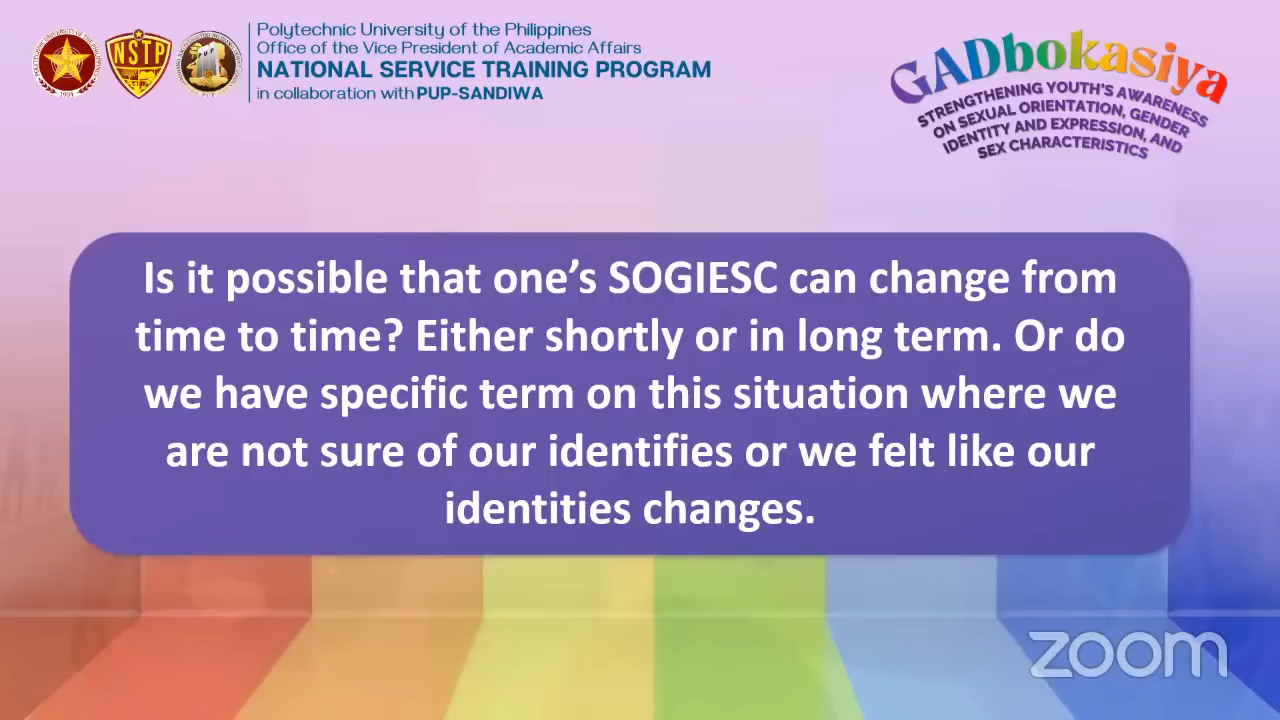 Polytechnic University of the Philippines
Office of the Vice President of Academic Affairs
NATIONAL SERVICE TRAINING PROGRAM
in collaboration with PUP-SANDIWA
NSTP
1904
GADbokasiya
STRENGTHENING YOUTH'S AWARENESS
ON SEXUAL ORIENTATION, GENDER
IDENTITY AND EXPRESSION, AND
SEX CHARACTERISTICS
Is it possible that one's SOGIESC can change from
time to time? Either shortly or in long term. Or do
we have specific term on this situation where we
are not sure of our identifies or we felt like our
identities changes.
zoom